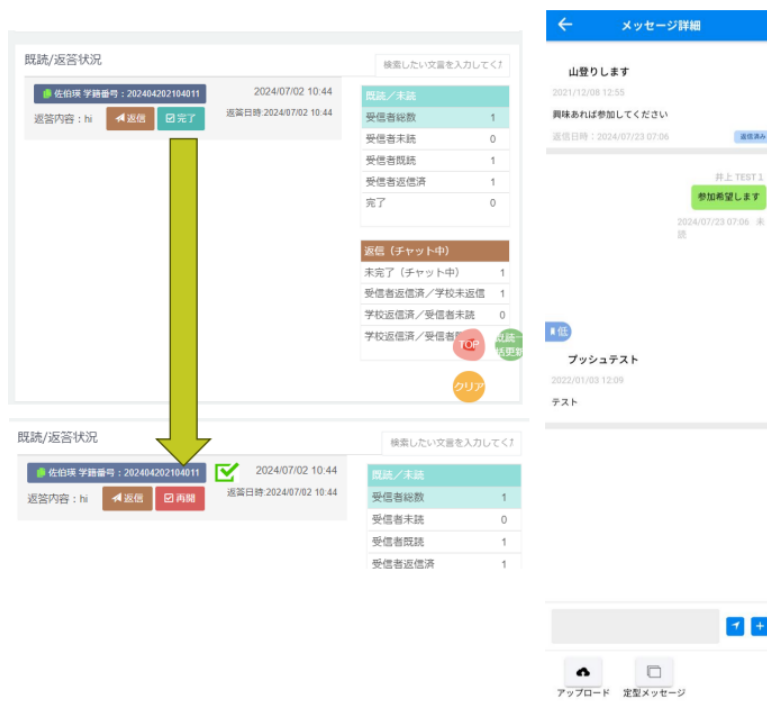 既読/返答状況
検索したい文言を入力してくだ
佐伯瑛 学籍番号：202404202104011
2024/07/02 10:44
返答内容：hi
返信
完了
返答日時:2024/07/02 10:44
既読／未読
受信者総数 1
受信者未読 0
受信者既読 1
受信者返信済 1
完了 0
返信（チャット中）
未完了（チャット中） 1
受信者返信済／学校未返信 1
学校返信済／受信者未読 0
学校返信済／受信者
TOP
既読一
括更新
クリア
既読/返答状況
検索したい文言を入力してくだ
佐伯瑛 学籍番号：202404202104011
2024/07/02 10:44
返答内容：hi
返信
再開
返答日時:2024/07/02 10:44
既読／未読
受信者総数 1
受信者未読 0
受信者既読 1
受信者返信済 1
メッセージ詳細
山登りします
2021/12/08 12:55
興味あれば参加してください
返信日時：2024/07/23 07:06
返信済み
井上 TEST１
参加希望します
2024/07/23 07:06 未
読
低
プッシュテスト
2022/01/03 12:09
テスト
アップロード
定型メッセージ